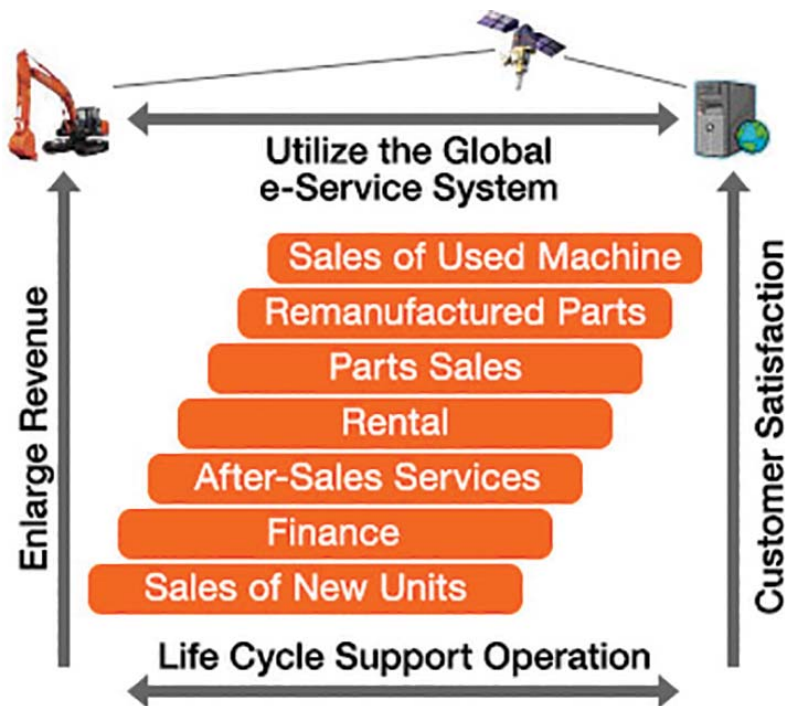 Utilize the Global
e-Service System
Sales of Used Machine
Remanufactured Parts
Parts Sales
Rental
After-Sales Services
Finance
Sales of New Units
Enlarge Revenue
Customer Satisfaction
Life Cycle Support Operation